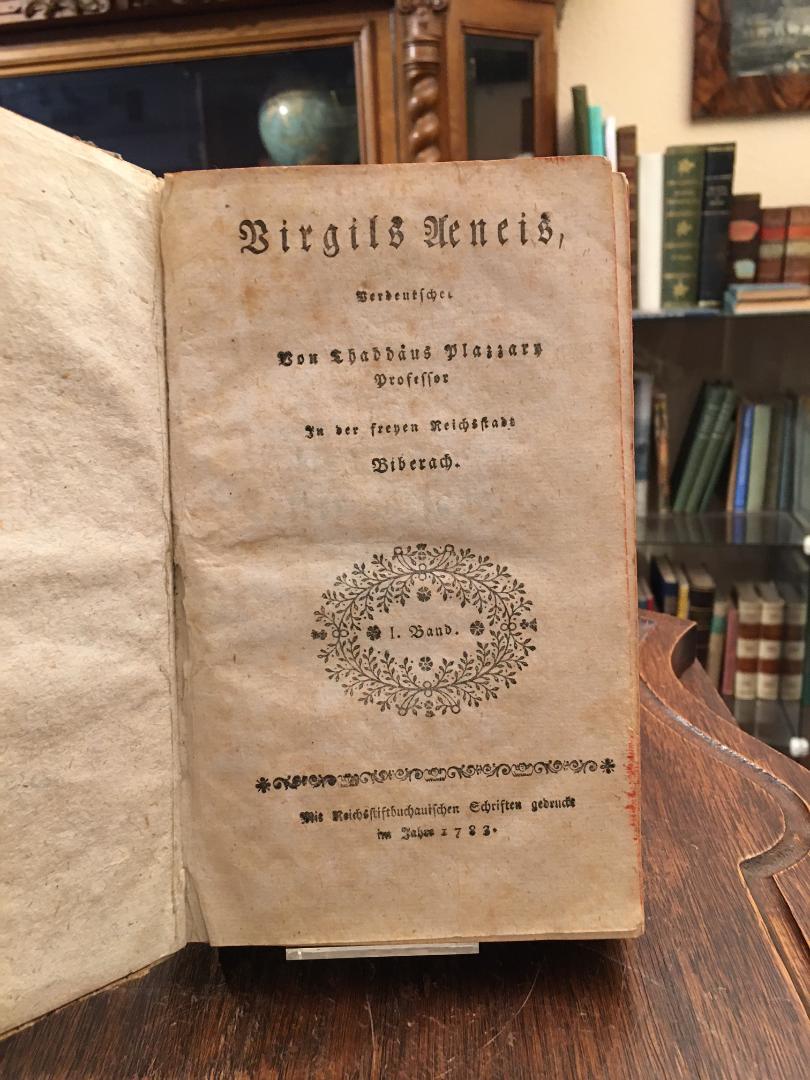 Virgils Aeneis,
Verdeutschet
Von Thaddäus Plazzary
Professor
In der freyen Reichsstadt
Biberach.
I. Band.
Mit Reichsstiftbuchauischen Schriften gedruckt
im Jahre 1783.